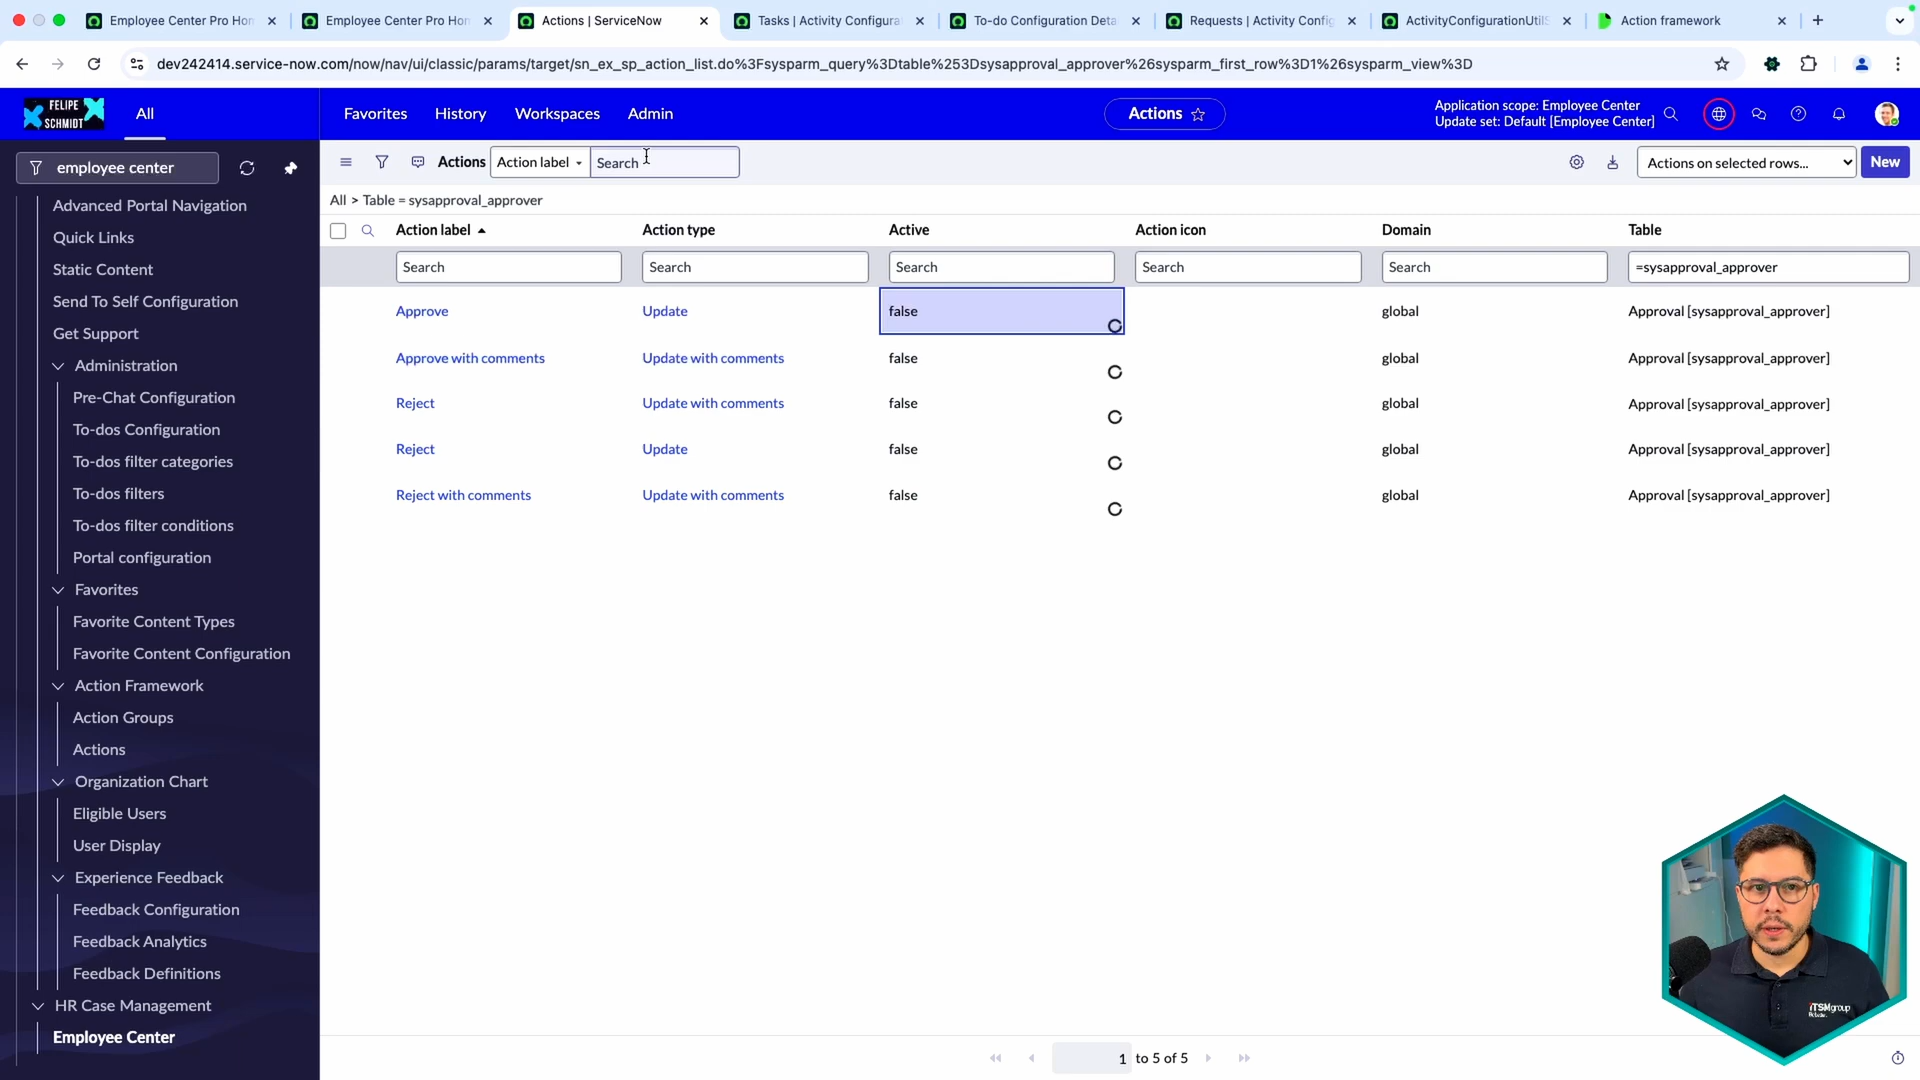 Employee Center Pro Hon
Employee Center Pro Hon
Actions | ServiceNow
Tasks | Activity Configura
To-do Configuration Deta
Requests | Activity Config
ActivityConfigurationUtilS
Action framework
dev242414.service-now.com/now/nav/ui/classic/params/target/sn_ex_sp_action_list.do%3Fsysparm_query%3Dtable%253Dsysapproval_approver%26sysparm_first_row%3D1%26sysparm_view%3D
FELIPE
SCHMIDT
All
Favorites
History
Workspaces
Admin
Actions
Application scope: Employee Center
Update set: Default [Employee Center]
employee center
Advanced Portal Navigation
Quick Links
Static Content
Send To Self Configuration
Get Support
Administration
Pre-Chat Configuration
To-dos Configuration
To-dos filter categories
To-dos filters
To-dos filter conditions
Portal configuration
Favorites
Favorite Content Types
Favorite Content Configuration
Action Framework
Action Groups
Actions
Organization Chart
Eligible Users
User Display
Experience Feedback
Feedback Configuration
Feedback Analytics
Feedback Definitions
HR Case Management
Employee Center
Actions Action label Search
Actions on selected rows... New
All > Table = sysapproval_approver
Action label Action type Active Action icon Domain Table
Search Search Search Search Search =sysapproval_approver
Approve Update false global Approval [sysapproval_approver]
Approve with comments Update with comments false global Approval [sysapproval_approver]
Reject Update with comments false global Approval [sysapproval_approver]
Reject Update false global Approval [sysapproval_approver]
Reject with comments Update with comments false global Approval [sysapproval_approver]
1 to 5 of 5
iTSMgroup